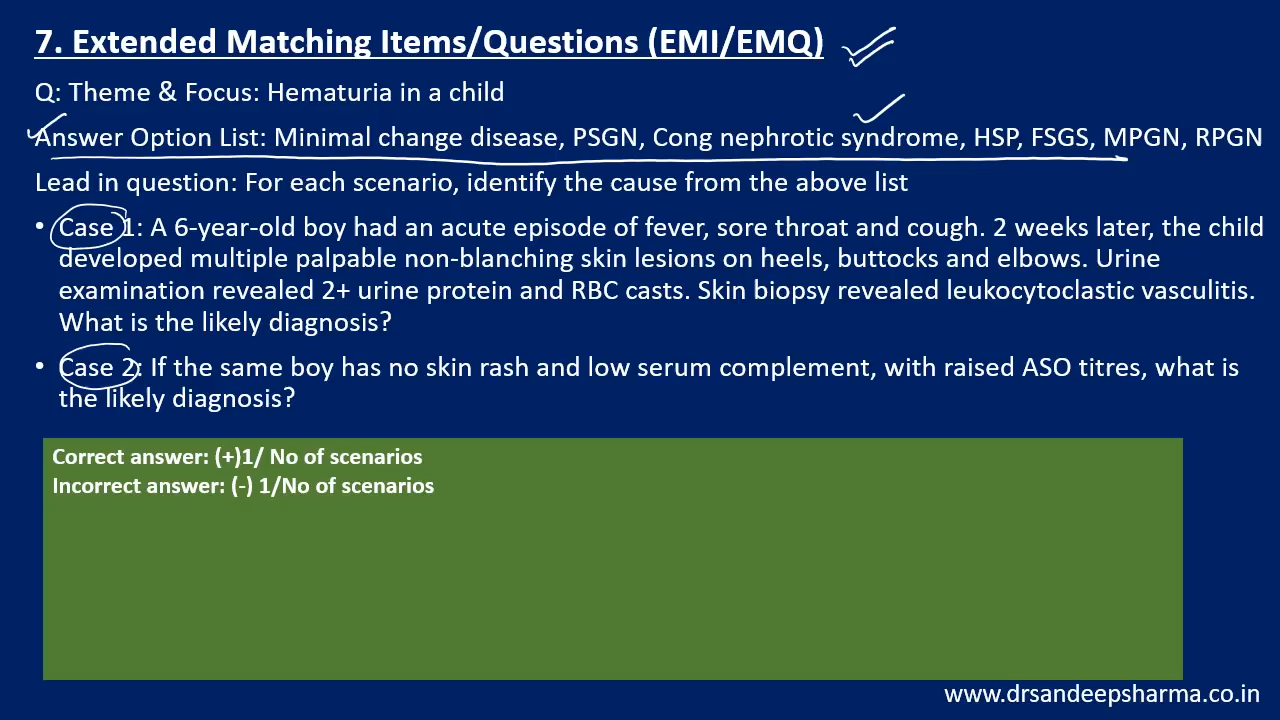 7. Extended Matching Items/Questions (EMI/EMQ)
Q: Theme & Focus: Hematuria in a child
Answer Option List: Minimal change disease, PSGN, Cong nephrotic syndrome, HSP, FSGS, MPGN, RPGN
Lead in question: For each scenario, identify the cause from the above list
• Case 1: A 6-year-old boy had an acute episode of fever, sore throat and cough. 2 weeks later, the child
developed multiple palpable non-blanching skin lesions on heels, buttocks and elbows. Urine
examination revealed 2+ urine protein and RBC casts. Skin biopsy revealed leukocytoclastic vasculitis.
What is the likely diagnosis?
• Case 2: If the same boy has no skin rash and low serum complement, with raised ASO titres, what is
the likely diagnosis?
Correct answer: (+)1/ No of scenarios
Incorrect answer: (-) 1/No of scenarios
www.drsandeepsharma.co.in